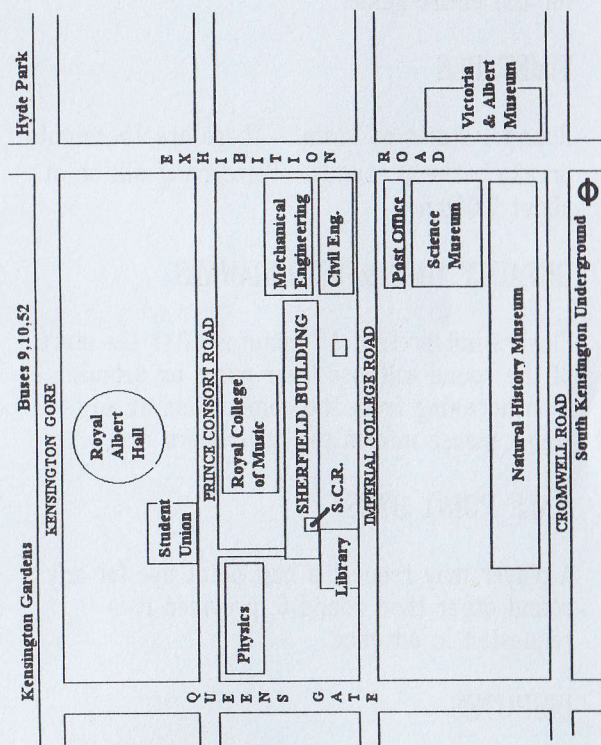 Kensington Gardens
Buses 9,10,52
Hyde Park
KENSINGTON GORE
Royal
Albert
Hall
Student
Union
PRINCE CONSORT ROAD
EXHIBITION ROAD
QUEENS GATE
Physics
Royal College
of Music
Mechanical
Engineering
SHERFIELD BUILDING
Civil Eng.
S.C.R.
Library
IMPERIAL COLLEGE ROAD
Post Office
Science
Museum
Victoria
& Albert
Museum
Natural History Museum
CROMWELL ROAD
South Kensington Underground